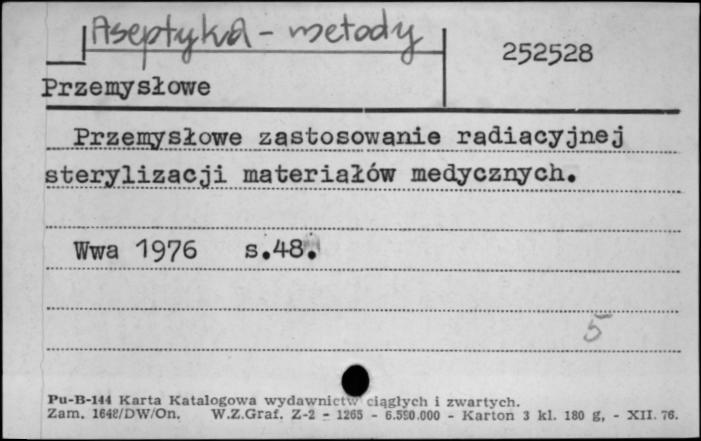 Aseptyka - metody
252528
Przemysłowe
Przemysłowe zastosowanie radiacyjnej
sterylizacji materiałów medycznych.
Wwa 1976 s.48.
5
Pu-B-144 Karta Katalogowa wydawnictw ciągłych i zwartych.
Zam. 1648/DW/On. W.Z.Graf. Z-2 - 1265 - 6.590.000 - Karton 3 kl. 180 g, - XII. 76.